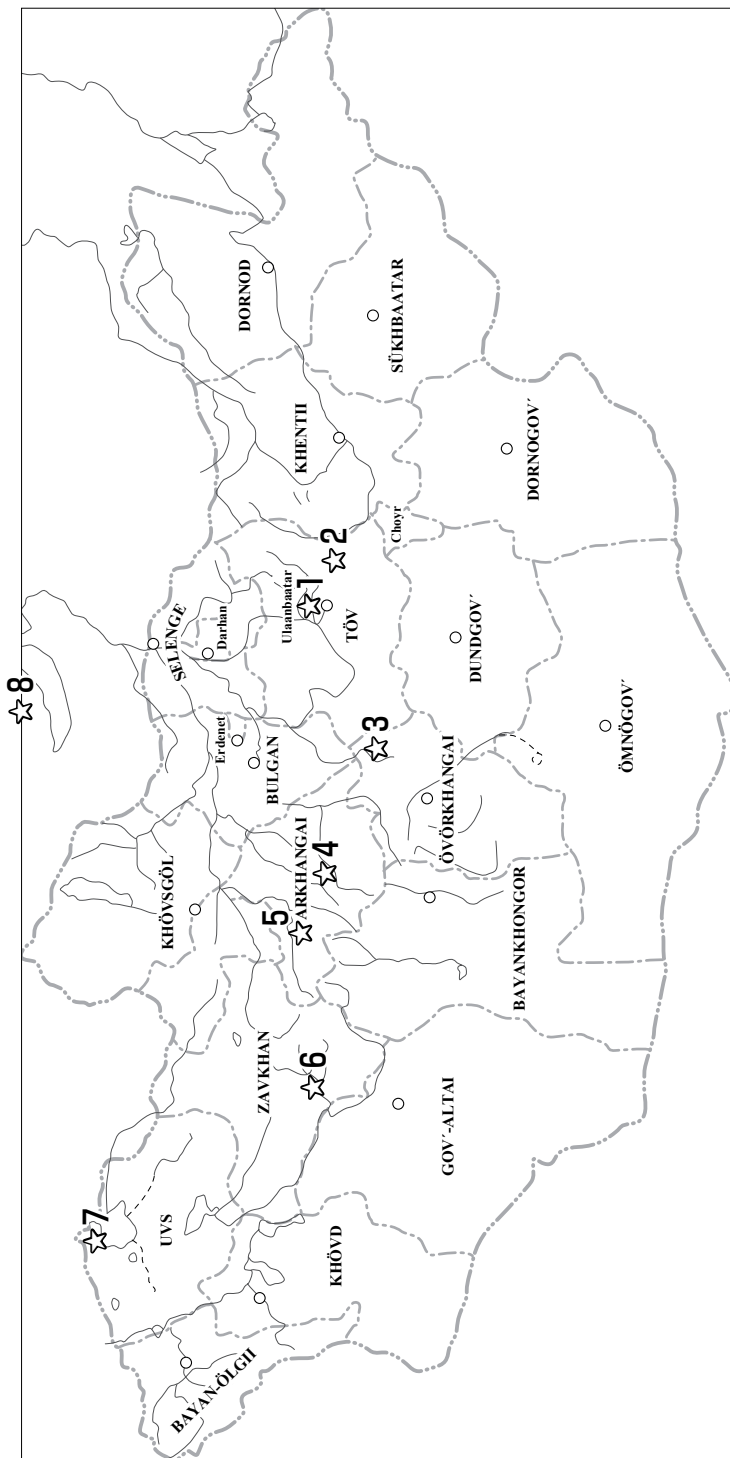 8
7
KHÖVSGÖL
SELENGE
Darhan
Erdenet
BULGAN
Ulaanbaatar
1
2
UVS
BAYAN-ÖLGII
ZAVKHAN
5
ARKHANGAI
4
6
3
TÖV
KHENTII
DORNOD
KHÖVD
GOV´-ALTAI
BAYANKHONGOR
ÖVÖRKHANGAI
DUNDGOV´
Choyr
SÜKHBAATAR
DORNOGOV´
ÖMNÖGOV´